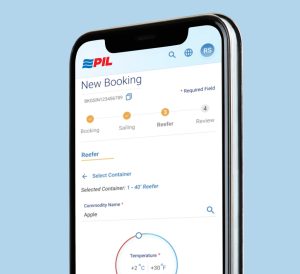 PIL
RS
New Booking
BKGSIN123456789
* Required Field
3
4
Booking
Sailing
Reefer
Review
Reefer
← Select Container
Selected Container: 1 - 40' Reefer
Commodity Name *
Apple
Temperature *
+2 °C +30 °F